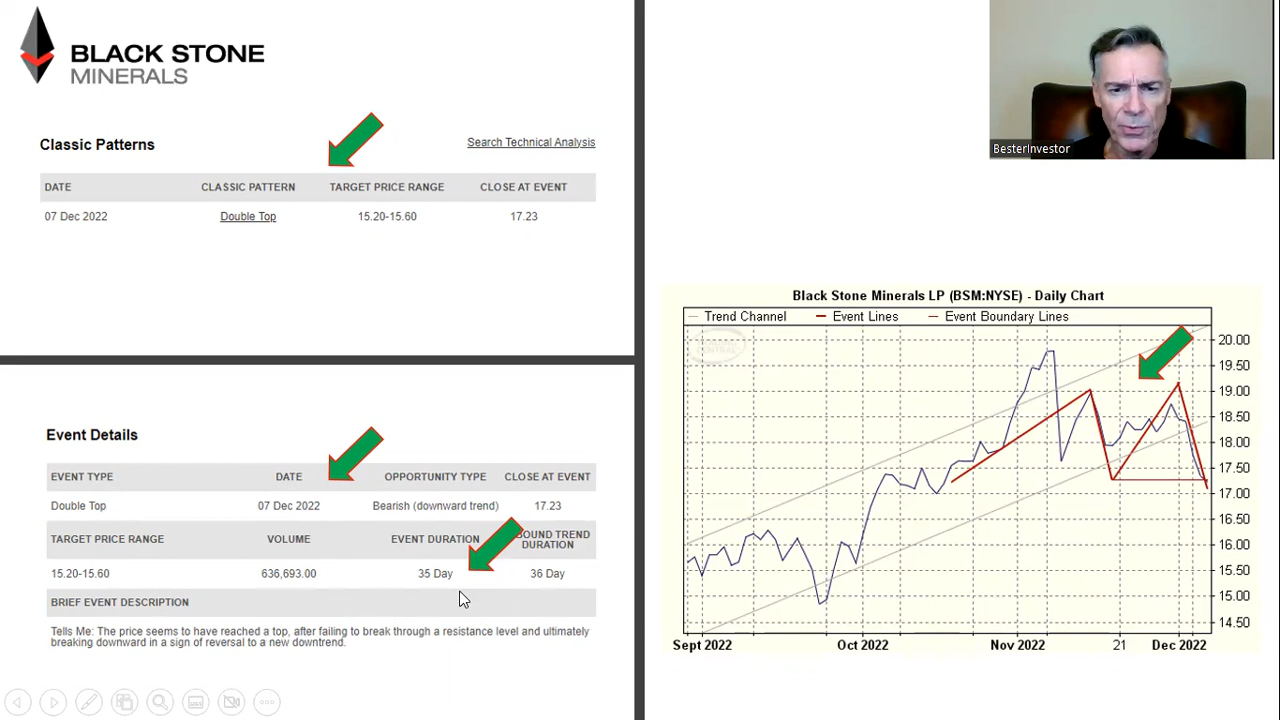 BLACK STONE
MINERALS
Classic Patterns
Search Technical Analysis
DATE CLASSIC PATTERN TARGET PRICE RANGE CLOSE AT EVENT
07 Dec 2022 Double Top 15.20-15.60 17.23
Event Details
EVENT TYPE DATE OPPORTUNITY TYPE CLOSE AT EVENT
Double Top 07 Dec 2022 Bearish (downward trend) 17.23
TARGET PRICE RANGE VOLUME EVENT DURATION OUND TREND
DURATION
15.20-15.60 636,693.00 35 Day 36 Day
BRIEF EVENT DESCRIPTION
Tells Me: The price seems to have reached a top, after failing to break through a resistance level and ultimately
breaking downward in a sign of reversal to a new downtrend.
BesterInvestor
Black Stone Minerals LP (BSM:NYSE) - Daily Chart
Trend Channel Event Lines Event Boundary Lines
20.00
19.50
19.00
18.50
18.00
17.50
17.00
16.50
16.00
15.50
15.00
14.50
Sept 2022 Oct 2022 Nov 2022 21 Dec 2022